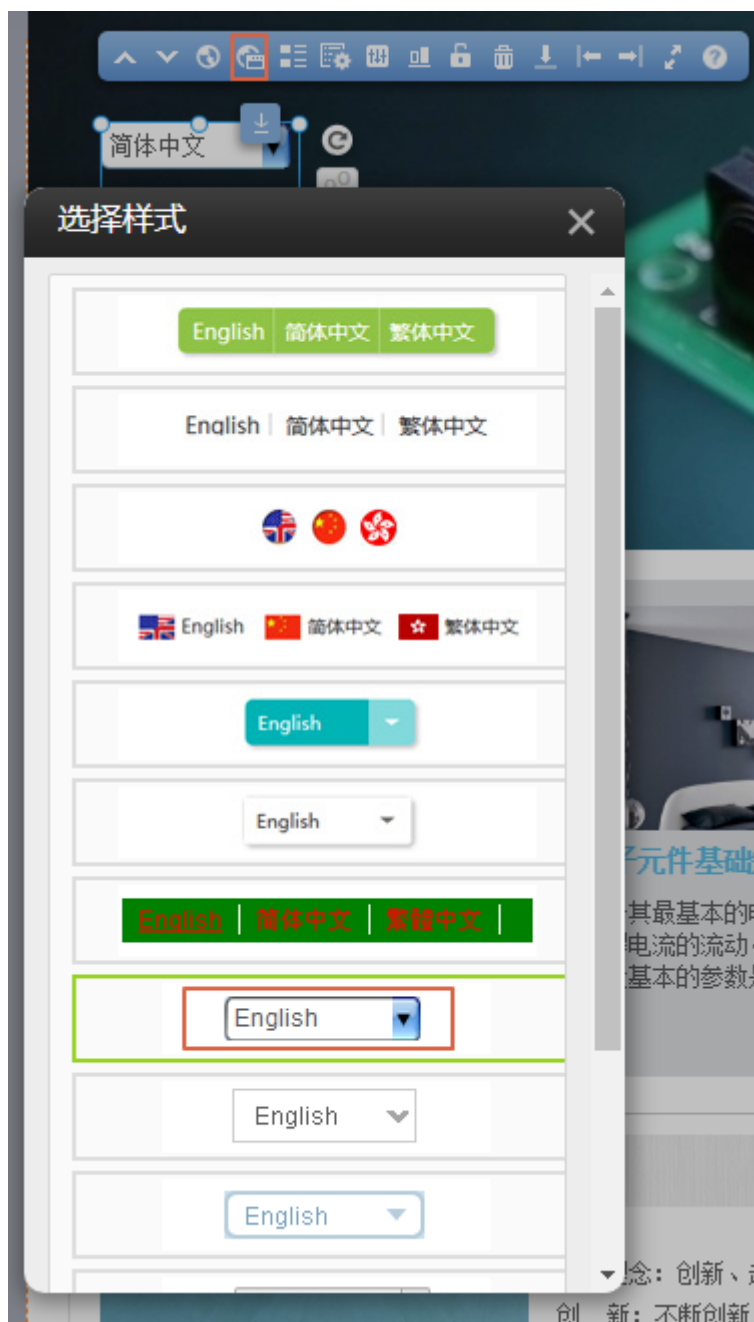 简体中文
选择样式
English 简体中文 繁体中文
English 简体中文 繁体中文
English 简体中文 繁体中文
English
English
English 简体中文 繁體中文
English
English
English
子元件基础
其最基本的
电流的流动
基本的参数
念：创新、
创 新：不断创新